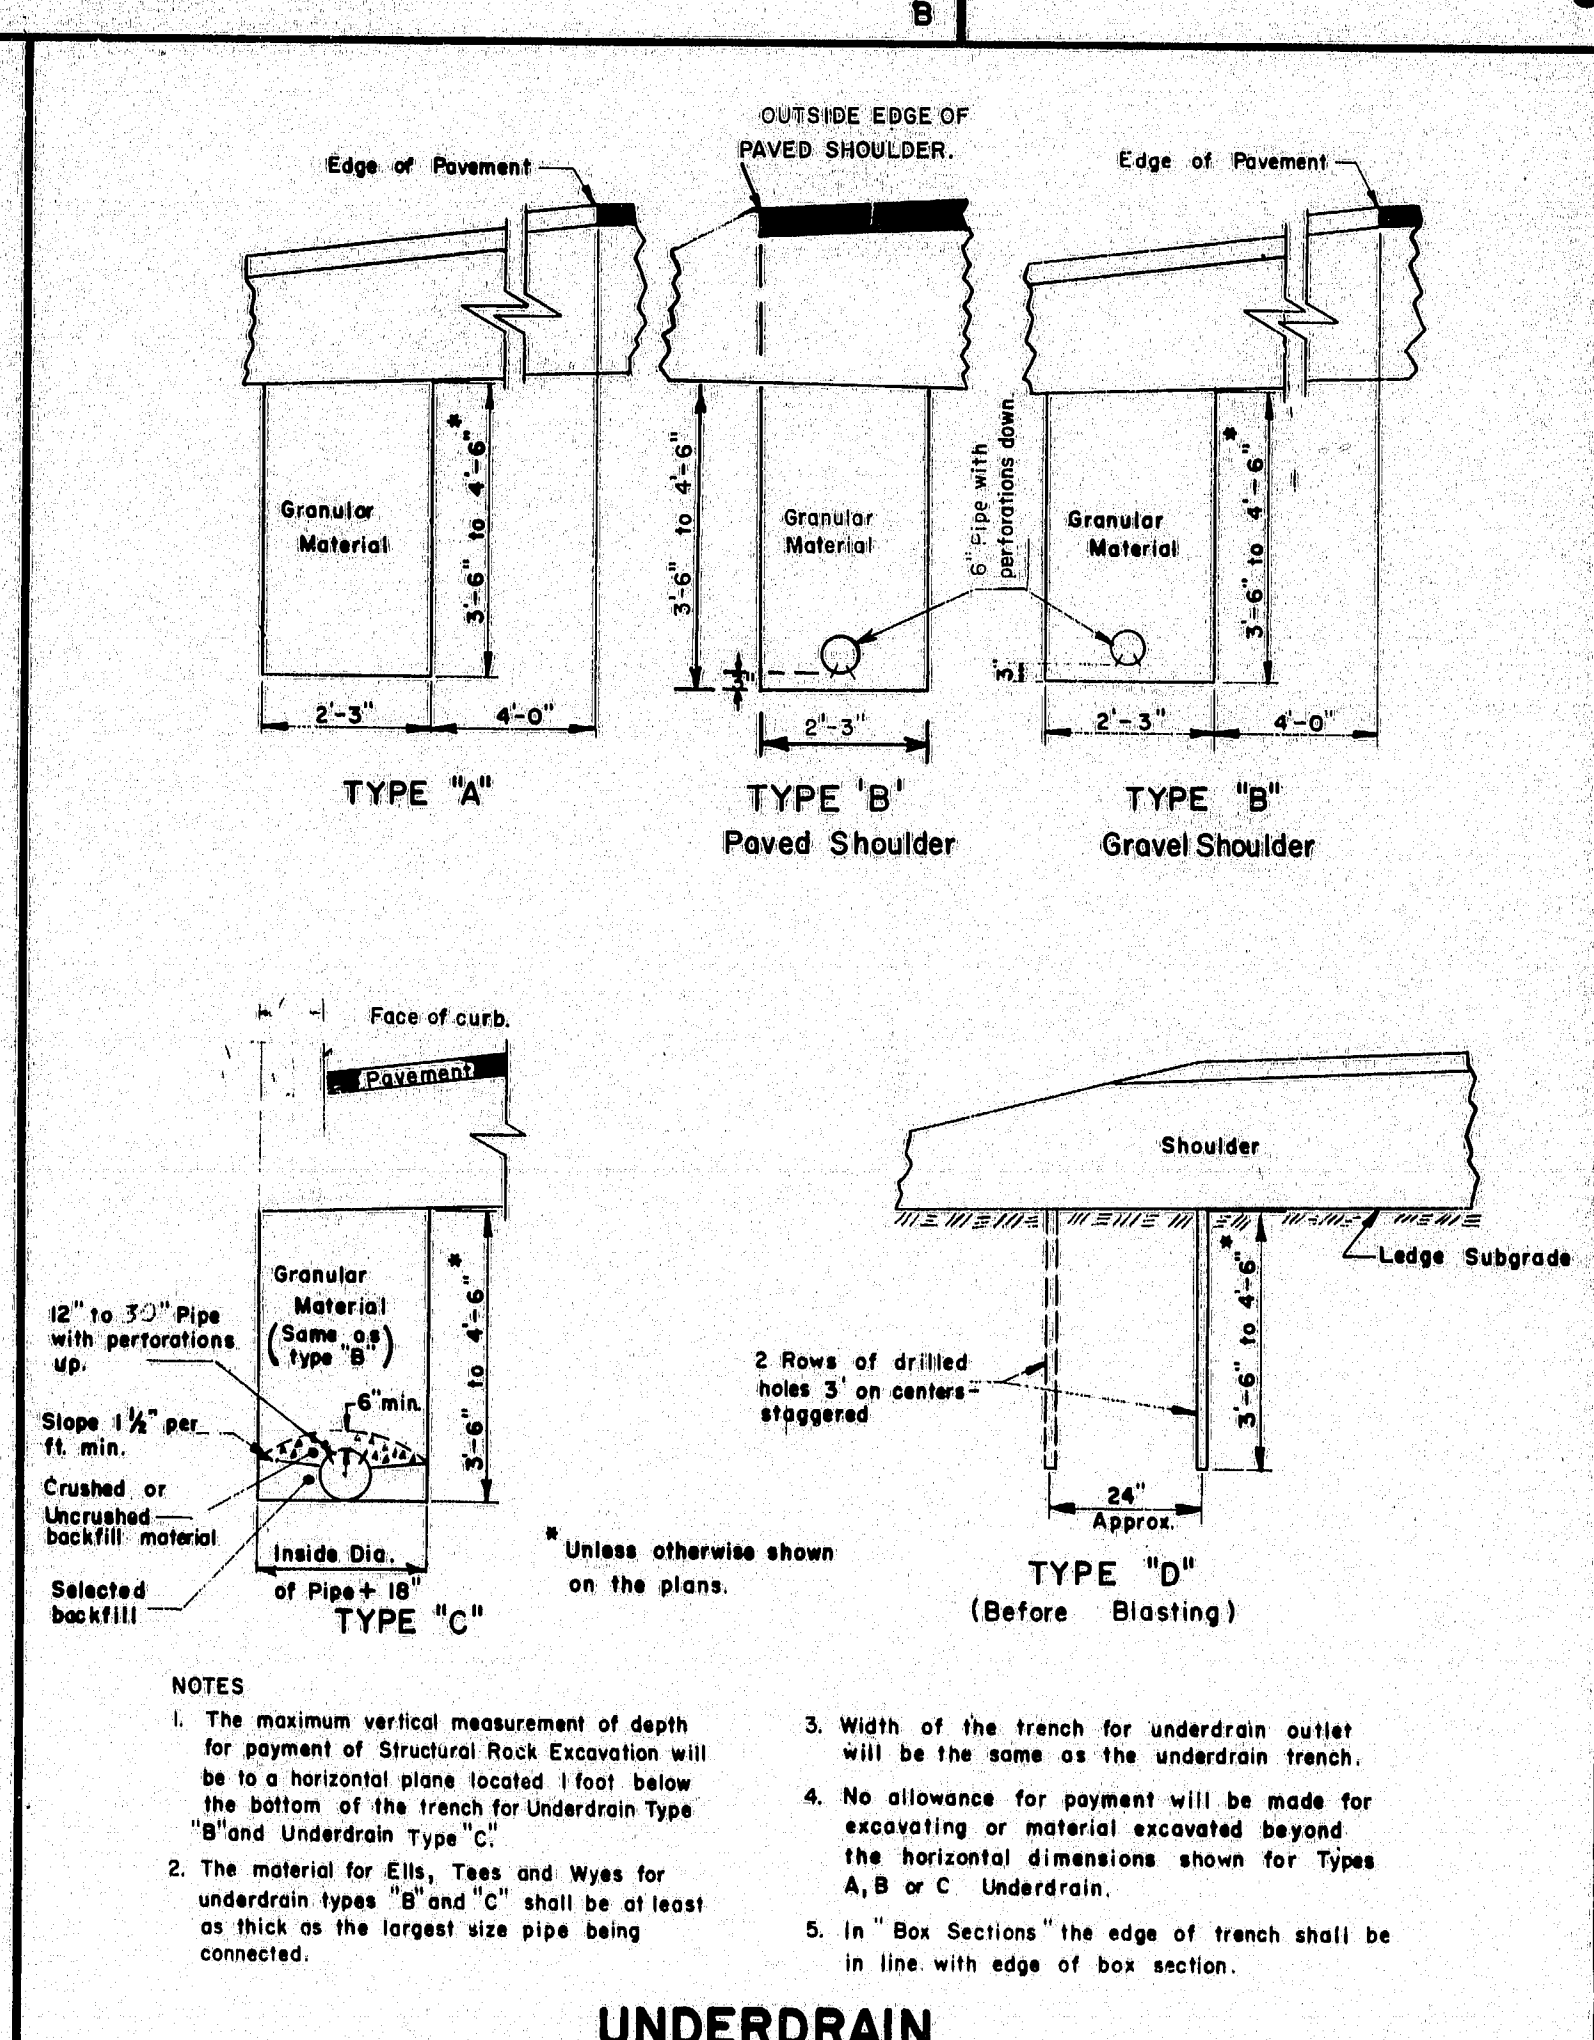 B
Edge of Pavement
OUTSIDE EDGE OF
PAVED SHOULDER.
Edge of Pavement
Granular
Material
* 3'-6" to 4'-6"
2'-3"
4'-0"
TYPE "A"
3'-6" to 4'-6"
Granular
Material
3"
2'-3"
6" Pipe with
perforations down.
TYPE 'B'
Paved Shoulder
Granular
Material
* 3'-6" to 4'-6"
3"
2'-3"
4'-0"
TYPE "B"
Gravel Shoulder
Face of curb.
Pavement
Granular
Material
(Same as
type "B")
* 3'-6" to 4'-6"
12" to 30" Pipe
with perforations
up.
6" min.
Slope 1½" per
ft. min.
Crushed or
Uncrushed
backfill material
Selected
backfill
Inside Dia.
of Pipe + 18"
TYPE "C"
* Unless otherwise shown
on the plans.
Shoulder
Ledge Subgrade
* 3'-6" to 4'-6"
2 Rows of drilled
holes 3' on centers-
staggered
24"
Approx.
TYPE "D"
(Before Blasting)
NOTES
1. The maximum vertical measurement of depth
for payment of Structural Rock Excavation will
be to a horizontal plane located 1 foot below
the bottom of the trench for Underdrain Type
"B" and Underdrain Type "C".
2. The material for Ells, Tees and Wyes for
underdrain types "B" and "C" shall be at least
as thick as the largest size pipe being
connected.
3. Width of the trench for underdrain outlet
will be the same as the underdrain trench.
4. No allowance for payment will be made for
excavating or material excavated beyond
the horizontal dimensions shown for Types
A, B or C Underdrain.
5. In "Box Sections" the edge of trench shall be
in line with edge of box section.
UNDERDRAIN